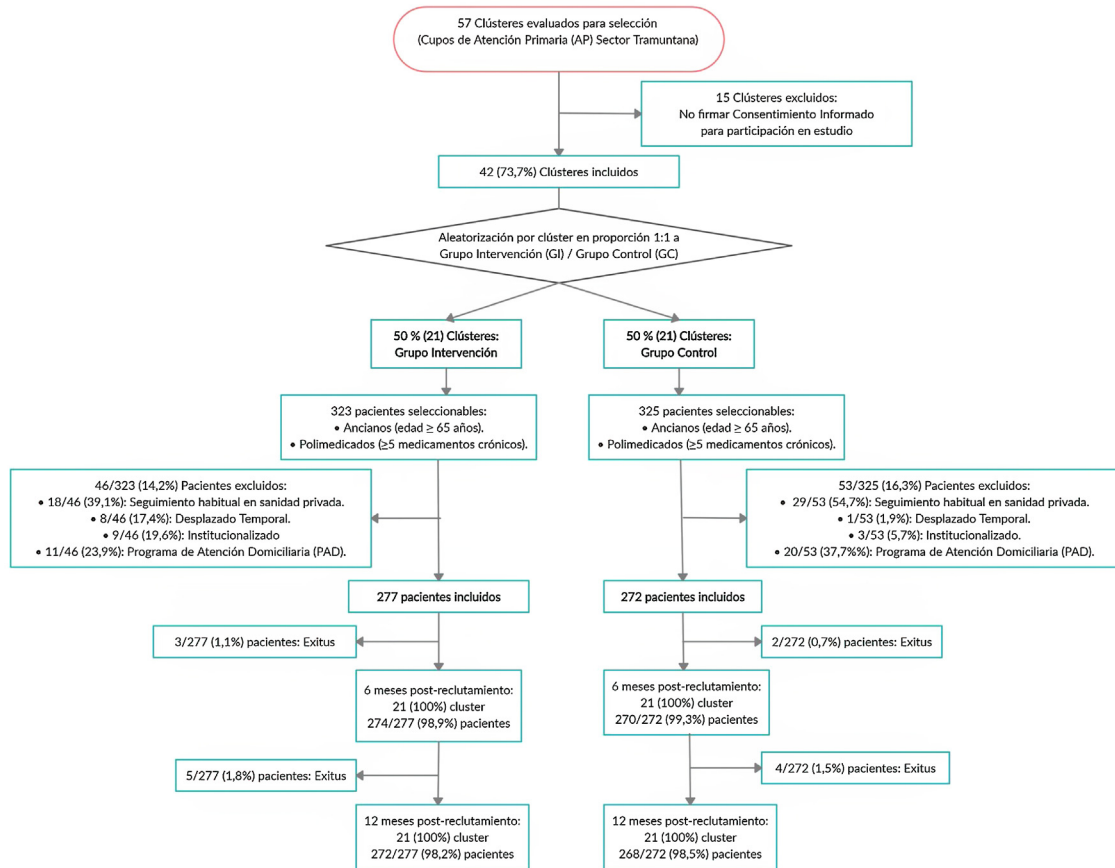 57 Clústeres evaluados para selección
(Cupos de Atención Primaria (AP) Sector Tramuntana)
15 Clústeres excluidos:
No firmar Consentimiento Informado
para participación en estudio
42 (73,7%) Clústeres incluidos
Aleatorización por clúster en proporción 1:1 a
Grupo Intervención (GI) / Grupo Control (GC)
50 % (21) Clústeres:
Grupo Intervención
50 % (21) Clústeres:
Grupo Control
323 pacientes seleccionables:
• Ancianos (edad ≥ 65 años).
• Polimedicados (≥5 medicamentos crónicos).
325 pacientes seleccionables:
• Ancianos (edad ≥ 65 años).
• Polimedicados (≥5 medicamentos crónicos).
46/323 (14,2%) Pacientes excluidos:
• 18/46 (39,1%): Seguimiento habitual en sanidad privada.
• 8/46 (17,4%): Desplazado Temporal.
• 9/46 (19,6%): Institucionalizado
• 11/46 (23,9%): Programa de Atención Domiciliaria (PAD).
53/325 (16,3%) Pacientes excluidos:
• 29/53 (54,7%): Seguimiento habitual en sanidad privada.
• 1/53 (1,9%): Desplazado Temporal.
• 3/53 (5,7%): Institucionalizado.
• 20/53 (37,7%%): Programa de Atención Domiciliaria (PAD).
277 pacientes incluidos
272 pacientes incluidos
3/277 (1,1%) pacientes: Exitus
2/272 (0,7%) pacientes: Exitus
6 meses post-reclutamiento:
21 (100%) cluster
274/277 (98,9%) pacientes
6 meses post-reclutamiento:
21 (100%) cluster
270/272 (99,3%) pacientes
5/277 (1,8%) pacientes: Exitus
4/272 (1,5%) pacientes: Exitus
12 meses post-reclutamiento:
21 (100%) cluster
272/277 (98,2%) pacientes
12 meses post-reclutamiento:
21 (100%) cluster
268/272 (98,5%) pacientes